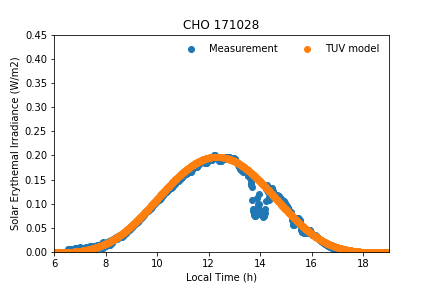 CHO 171028
Measurement
TUV model
Solar Erythemal Irradiance (W/m2)
0.45
0.40
0.35
0.30
0.25
0.20
0.15
0.10
0.05
0.00
6 8 10 12 14 16 18
Local Time (h)